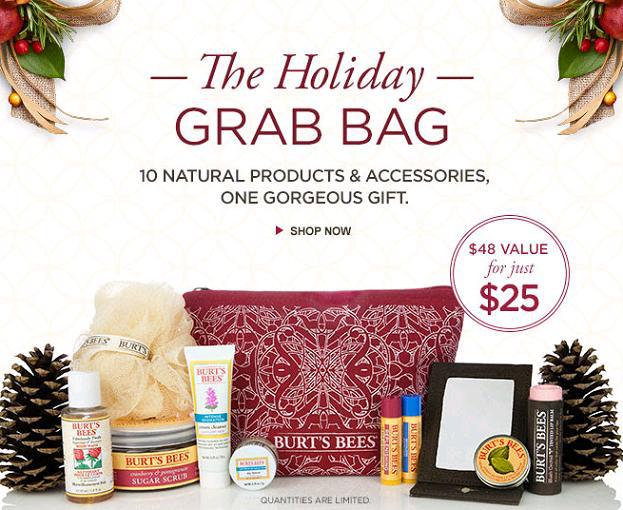 The Holiday
GRAB BAG
10 NATURAL PRODUCTS & ACCESSORIES,
ONE GORGEOUS GIFT.
SHOP NOW
$48 VALUE
for just
$25
BURT'S
BURT'S
BEES
INTENSE
HYDRATION
BURT'S
BEES
BURT'S BEES
cranberry & pomegranate
SUGAR SCRUB
BURT'S BEES
BURT'S BEES
BURT'S BEES
BURT'S BEES
BURT'S BEES
BURT'S BEES
QUANTITIES ARE LIMITED.